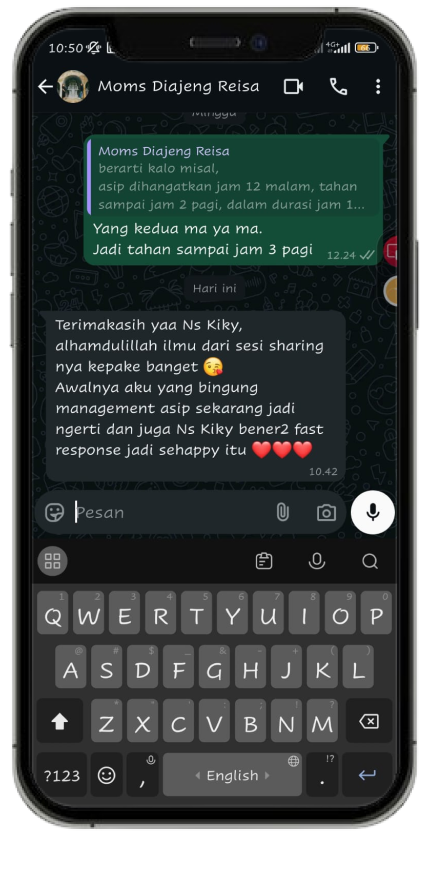 10:50
4G+
66
Moms Diajeng Reisa
Minggu
Moms Diajeng Reisa
berarti kalo misal,
asip dihangatkan jam 12 malam, tahan
sampai jam 2 pagi, dalam durasi jam 1...
Yang kedua ma ya ma.
Jadi tahan sampai jam 3 pagi
12.24
Hari ini
Terimakasih yaa Ns Kiky,
alhamdulillah ilmu dari sesi sharing
nya kepake banget 😘
Awalnya aku yang bingung
management asip sekarang jadi
ngerti dan juga Ns Kiky bener2 fast
response jadi sehappy itu ❤️❤️❤️
10.42
Pesan
1 2 3 4 5 6 7 8 9 0
Q W E R T Y U I O P
@ # $ _ & - + ( )
A S D F G H J K L
* " ' : ; ! ?
Z X C V B N M
?123 , English . !?